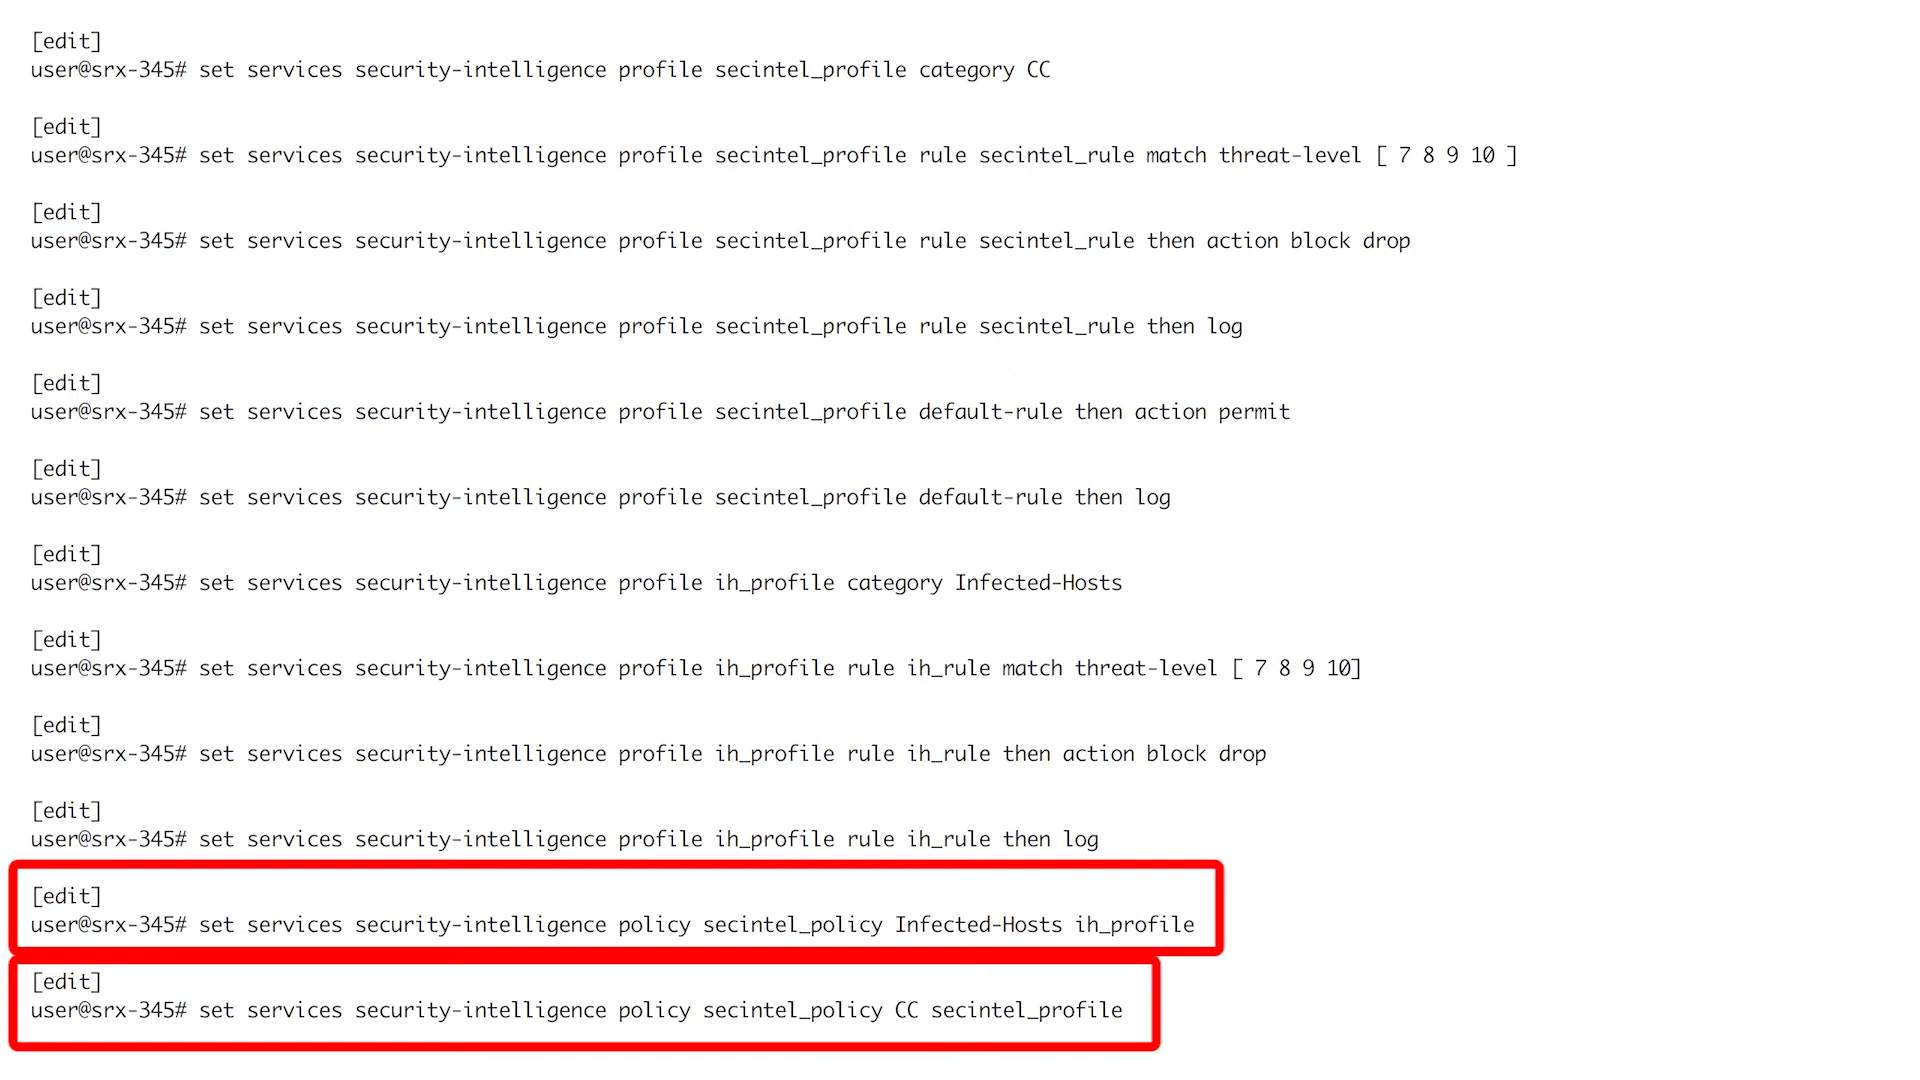 [edit]
user@srx-345# set services security-intelligence profile secintel_profile category CC
[edit]
user@srx-345# set services security-intelligence profile secintel_profile rule secintel_rule match threat-level [ 7 8 9 10 ]
[edit]
user@srx-345# set services security-intelligence profile secintel_profile rule secintel_rule then action block drop
[edit]
user@srx-345# set services security-intelligence profile secintel_profile rule secintel_rule then log
[edit]
user@srx-345# set services security-intelligence profile secintel_profile default-rule then action permit
[edit]
user@srx-345# set services security-intelligence profile secintel_profile default-rule then log
[edit]
user@srx-345# set services security-intelligence profile ih_profile category Infected-Hosts
[edit]
user@srx-345# set services security-intelligence profile ih_profile rule ih_rule match threat-level [ 7 8 9 10]
[edit]
user@srx-345# set services security-intelligence profile ih_profile rule ih_rule then action block drop
[edit]
user@srx-345# set services security-intelligence profile ih_profile rule ih_rule then log
[edit]
user@srx-345# set services security-intelligence policy secintel_policy Infected-Hosts ih_profile
[edit]
user@srx-345# set services security-intelligence policy secintel_policy CC secintel_profile